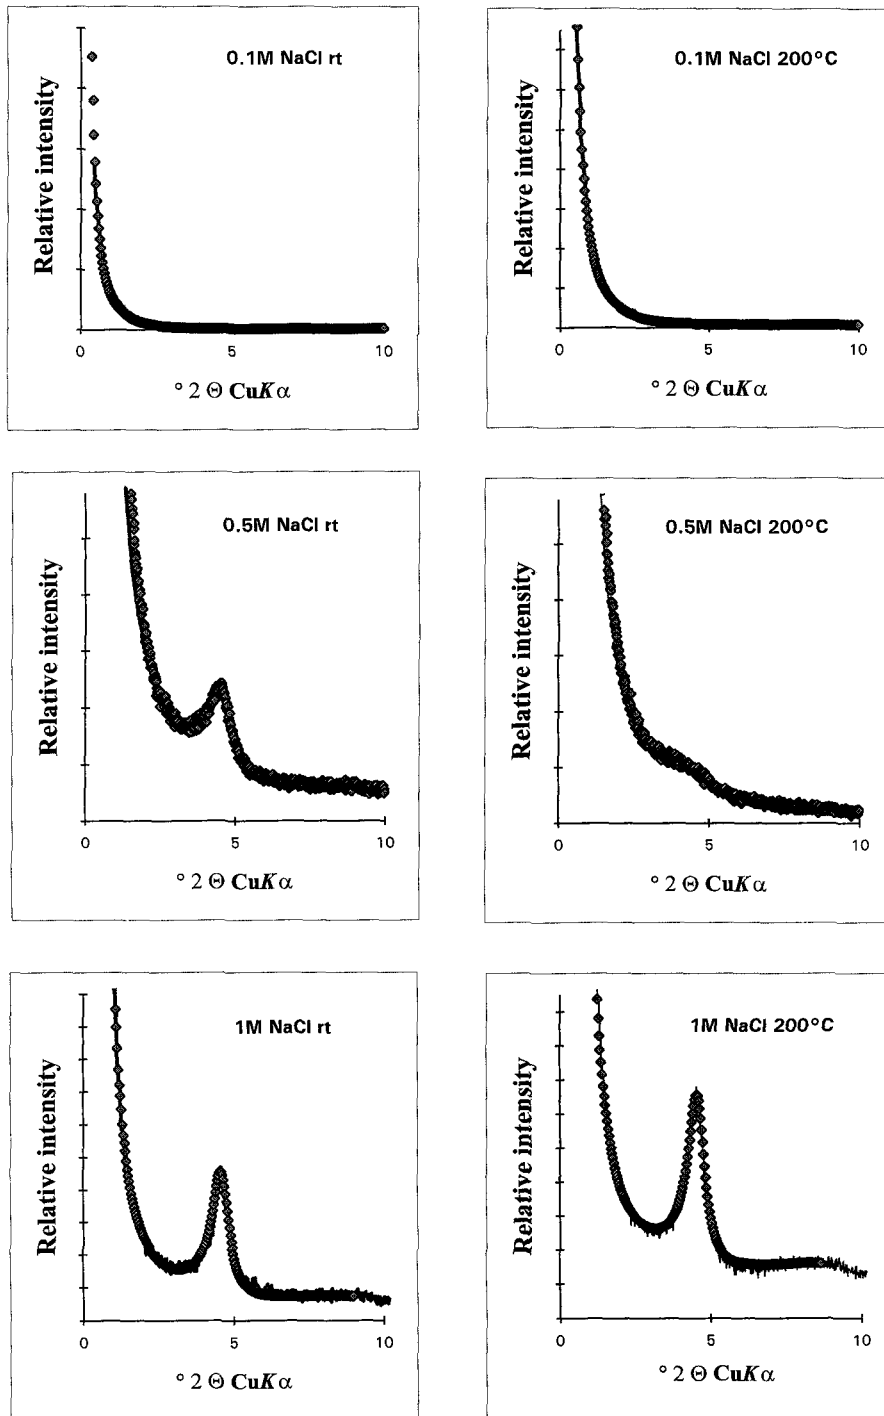 0.1M NaCl rt
Relative intensity
0 5 10
° 2 Θ CuKα
0.1M NaCl 200°C
Relative intensity
0 5 10
° 2 Θ CuKα
0.5M NaCl rt
Relative intensity
0 5 10
° 2 Θ CuKα
0.5M NaCl 200°C
Relative intensity
0 5 10
° 2 Θ CuKα
1M NaCl rt
Relative intensity
0 5 10
° 2 Θ CuKα
1M NaCl 200°C
Relative intensity
0 5 10
° 2 Θ CuKα